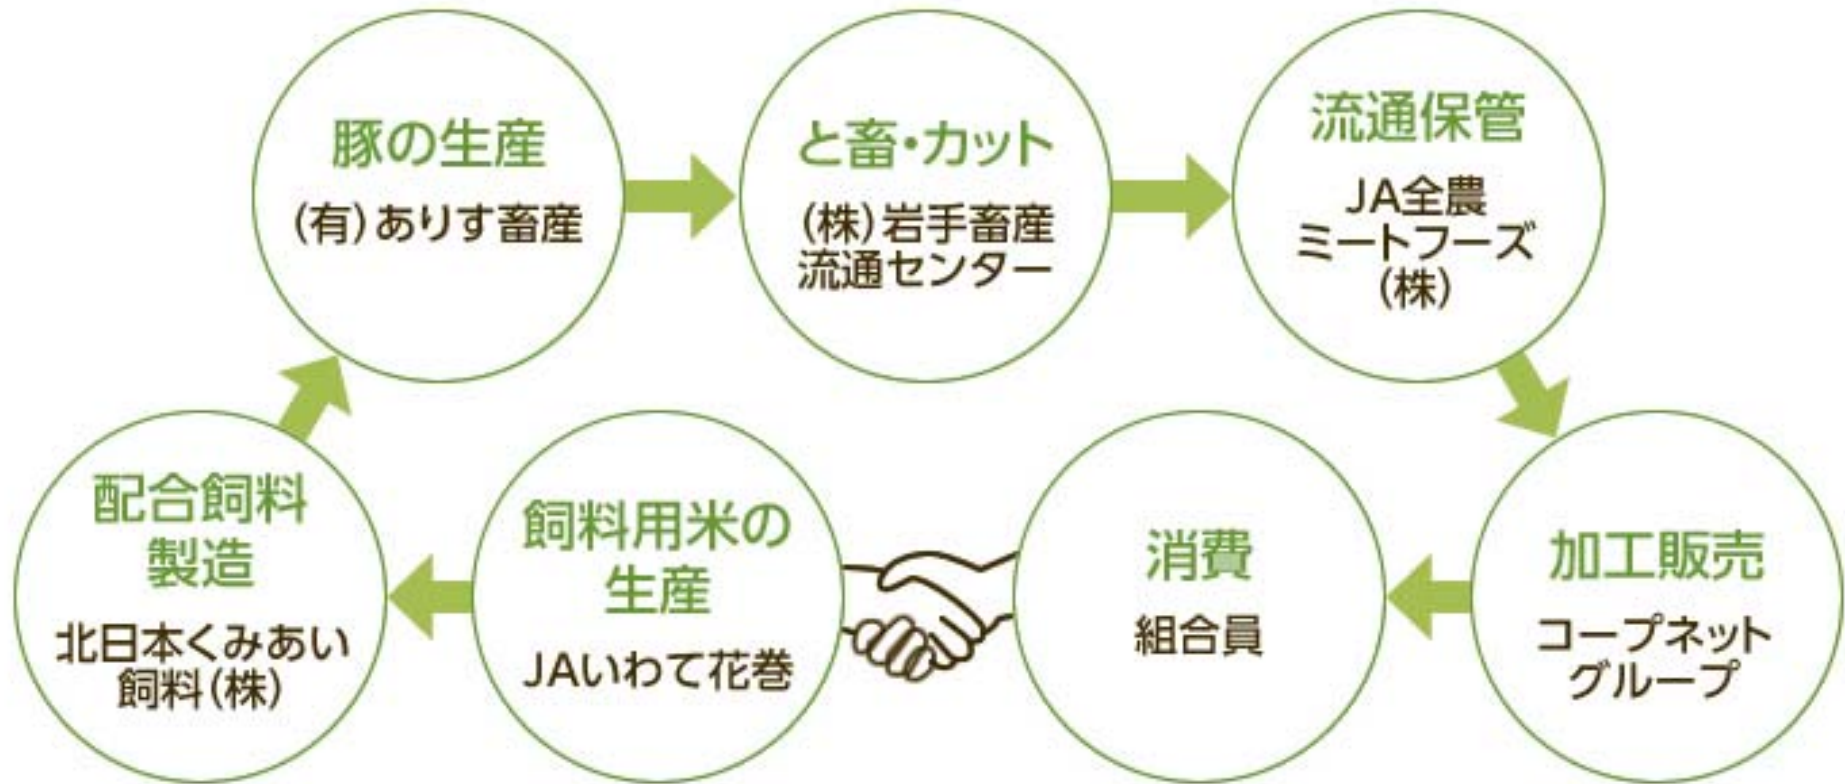 豚の生産
(有)ありす畜産
と畜・カット
(株)岩手畜産
流通センター
流通保管
JA全農
ミートフーズ
(株)
配合飼料
製造
北日本くみあい
飼料(株)
飼料用米の
生産
JAいわて花巻
消費
組合員
加工販売
コープネット
グループ